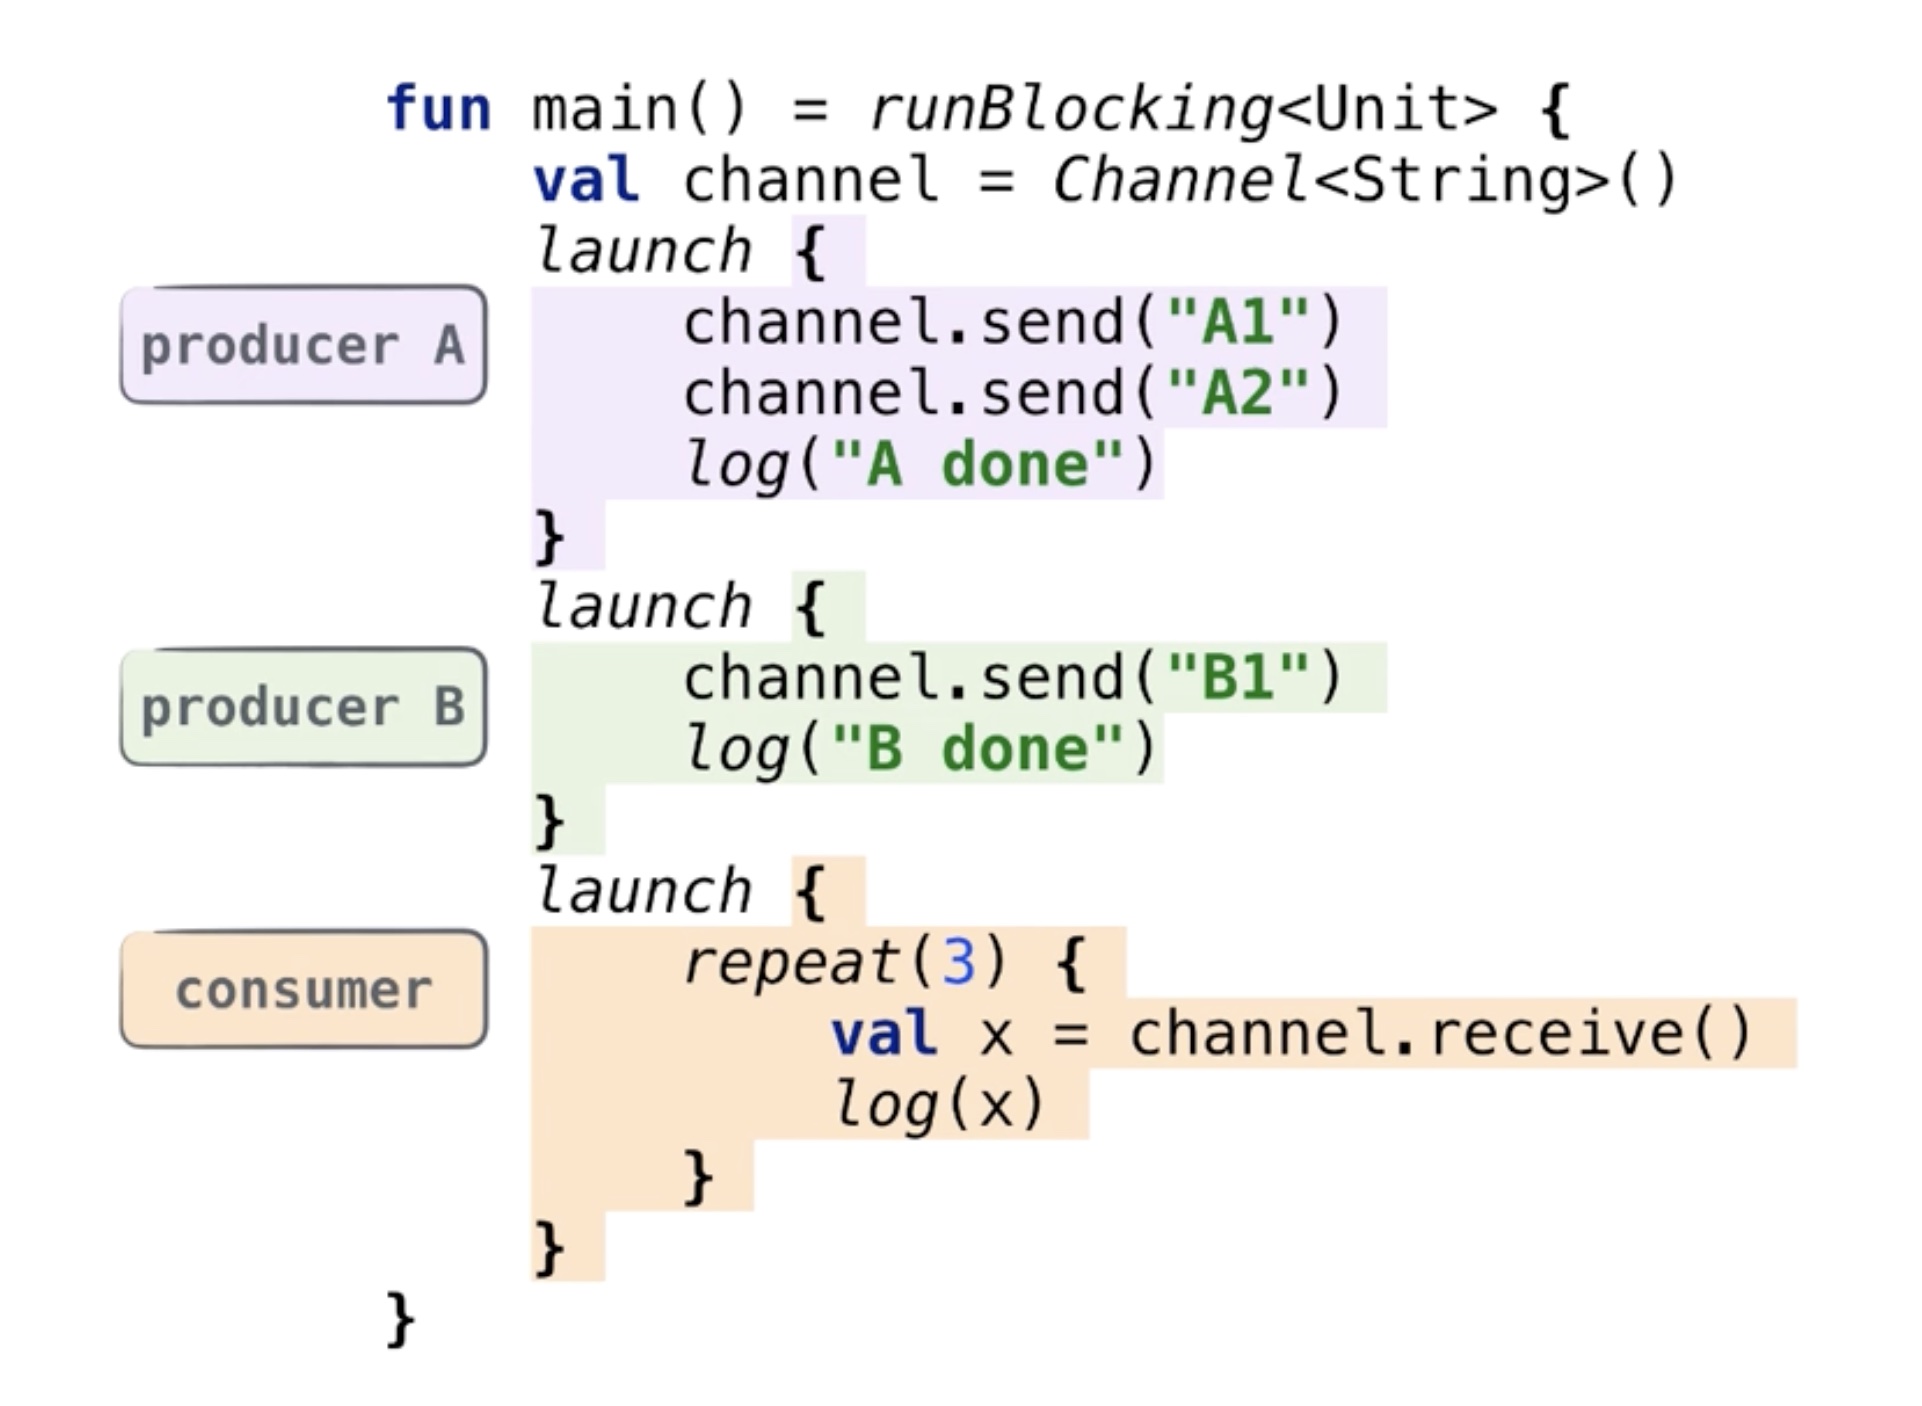 fun main() = runBlocking<Unit> {
val channel = Channel<String>()
launch {
channel.send("A1")
producer A
channel.send("A2")
log("A done")
}
launch {
channel.send("B1")
producer B
log("B done")
}
launch {
repeat(3) {
consumer
val x = channel.receive()
log(x)
}
}
}